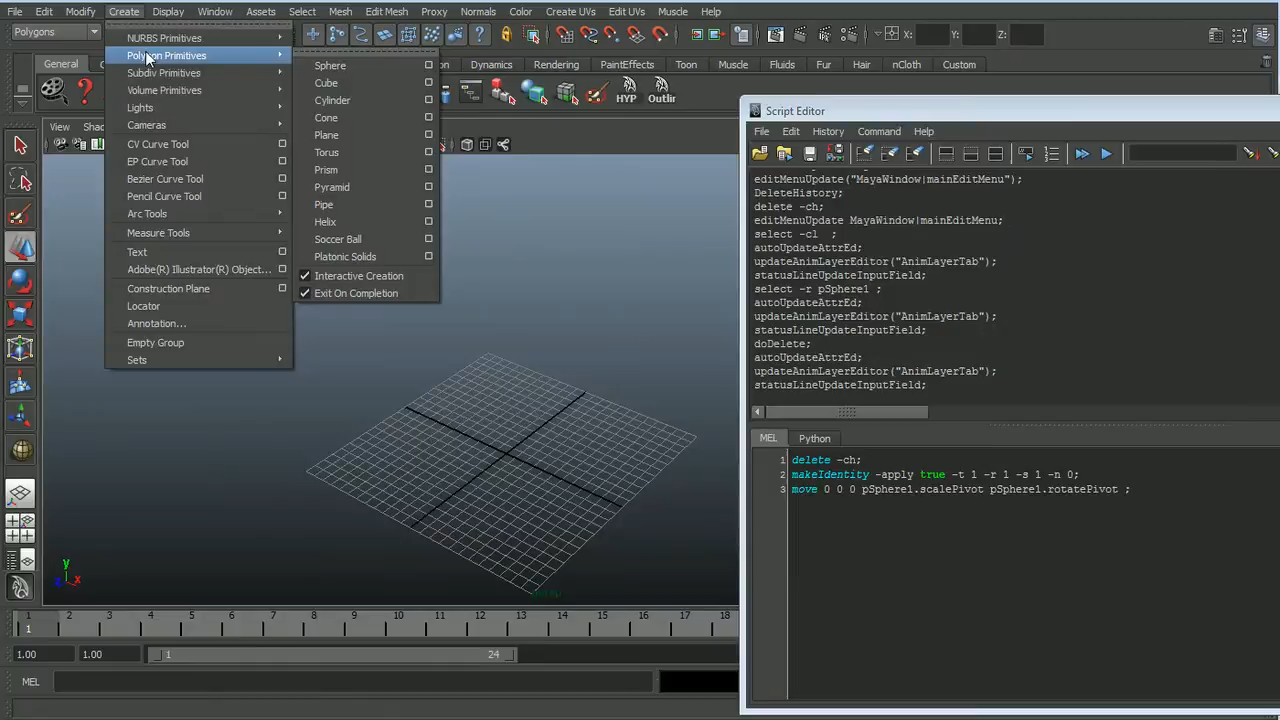 File Edit Modify Create Display Window Assets Select Mesh Edit Mesh Proxy Normals Color Create UVs Edit UVs Muscle Help
Polygons
X: Y: Z:
General
Dynamics Rendering PaintEffects Toon Muscle Fluids Fur Hair nCloth Custom
HYP Outlir
NURBS Primitives
Polygon Primitives
Subdiv Primitives
Volume Primitives
Lights
Cameras
CV Curve Tool
EP Curve Tool
Bezier Curve Tool
Pencil Curve Tool
Arc Tools
Measure Tools
Text
Adobe(R) Illustrator(R) Object...
Construction Plane
Locator
Annotation...
Empty Group
Sets
Sphere
Cube
Cylinder
Cone
Plane
Torus
Prism
Pyramid
Pipe
Helix
Soccer Ball
Platonic Solids
Interactive Creation
Exit On Completion
View Shad
y
z x
persp
Script Editor
File Edit History Command Help
editMenuUpdate("MayaWindow|mainEditMenu");
DeleteHistory;
delete -ch;
editMenuUpdate MayaWindow|mainEditMenu;
select -cl  ;
autoUpdateAttrEd;
updateAnimLayerEditor("AnimLayerTab");
statusLineUpdateInputField;
select -r pSphere1 ;
autoUpdateAttrEd;
updateAnimLayerEditor("AnimLayerTab");
statusLineUpdateInputField;
doDelete;
autoUpdateAttrEd;
updateAnimLayerEditor("AnimLayerTab");
statusLineUpdateInputField;
MEL Python
1 delete -ch;
2 makeIdentity -apply true -t 1 -r 1 -s 1 -n 0;
3 move 0 0 0 pSphere1.scalePivot pSphere1.rotatePivot ;
1 2 3 4 5 6 7 8 9 10 11 12 13 14 15 16 17 18
1
1.00 1.00 1 24
MEL